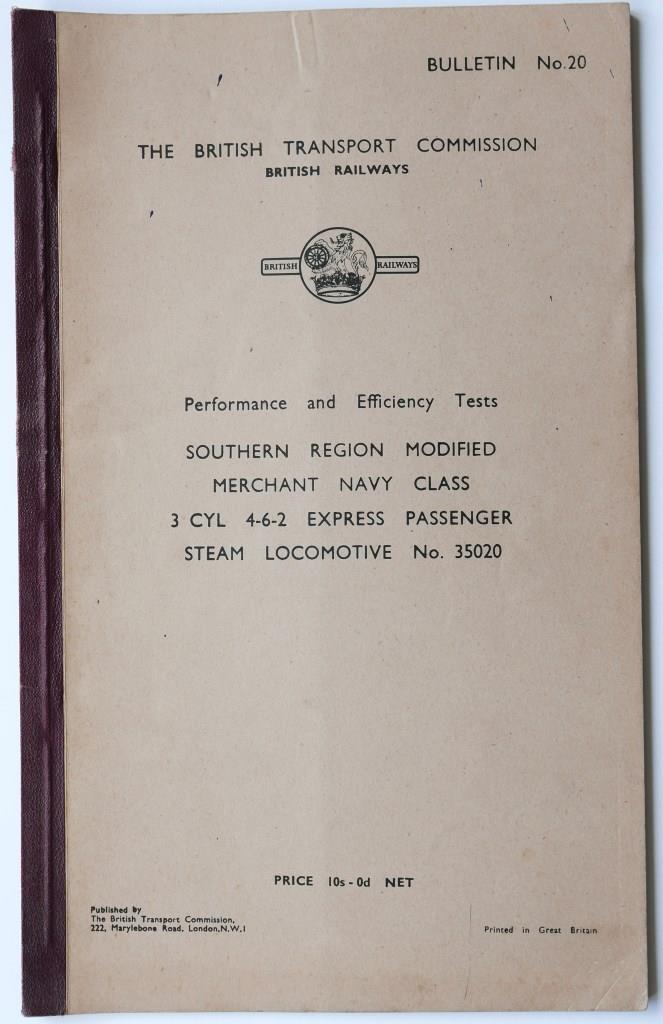 BULLETIN No.20
THE BRITISH TRANSPORT COMMISSION
BRITISH RAILWAYS
BRITISH RAILWAYS
Performance and Efficiency Tests
SOUTHERN REGION MODIFIED
MERCHANT NAVY CLASS
3 CYL 4-6-2 EXPRESS PASSENGER
STEAM LOCOMOTIVE No. 35020
PRICE 10s-0d NET
Published by
The British Transport Commission,
222, Marylebone Road, London,N.W.1
Printed in Great Britain